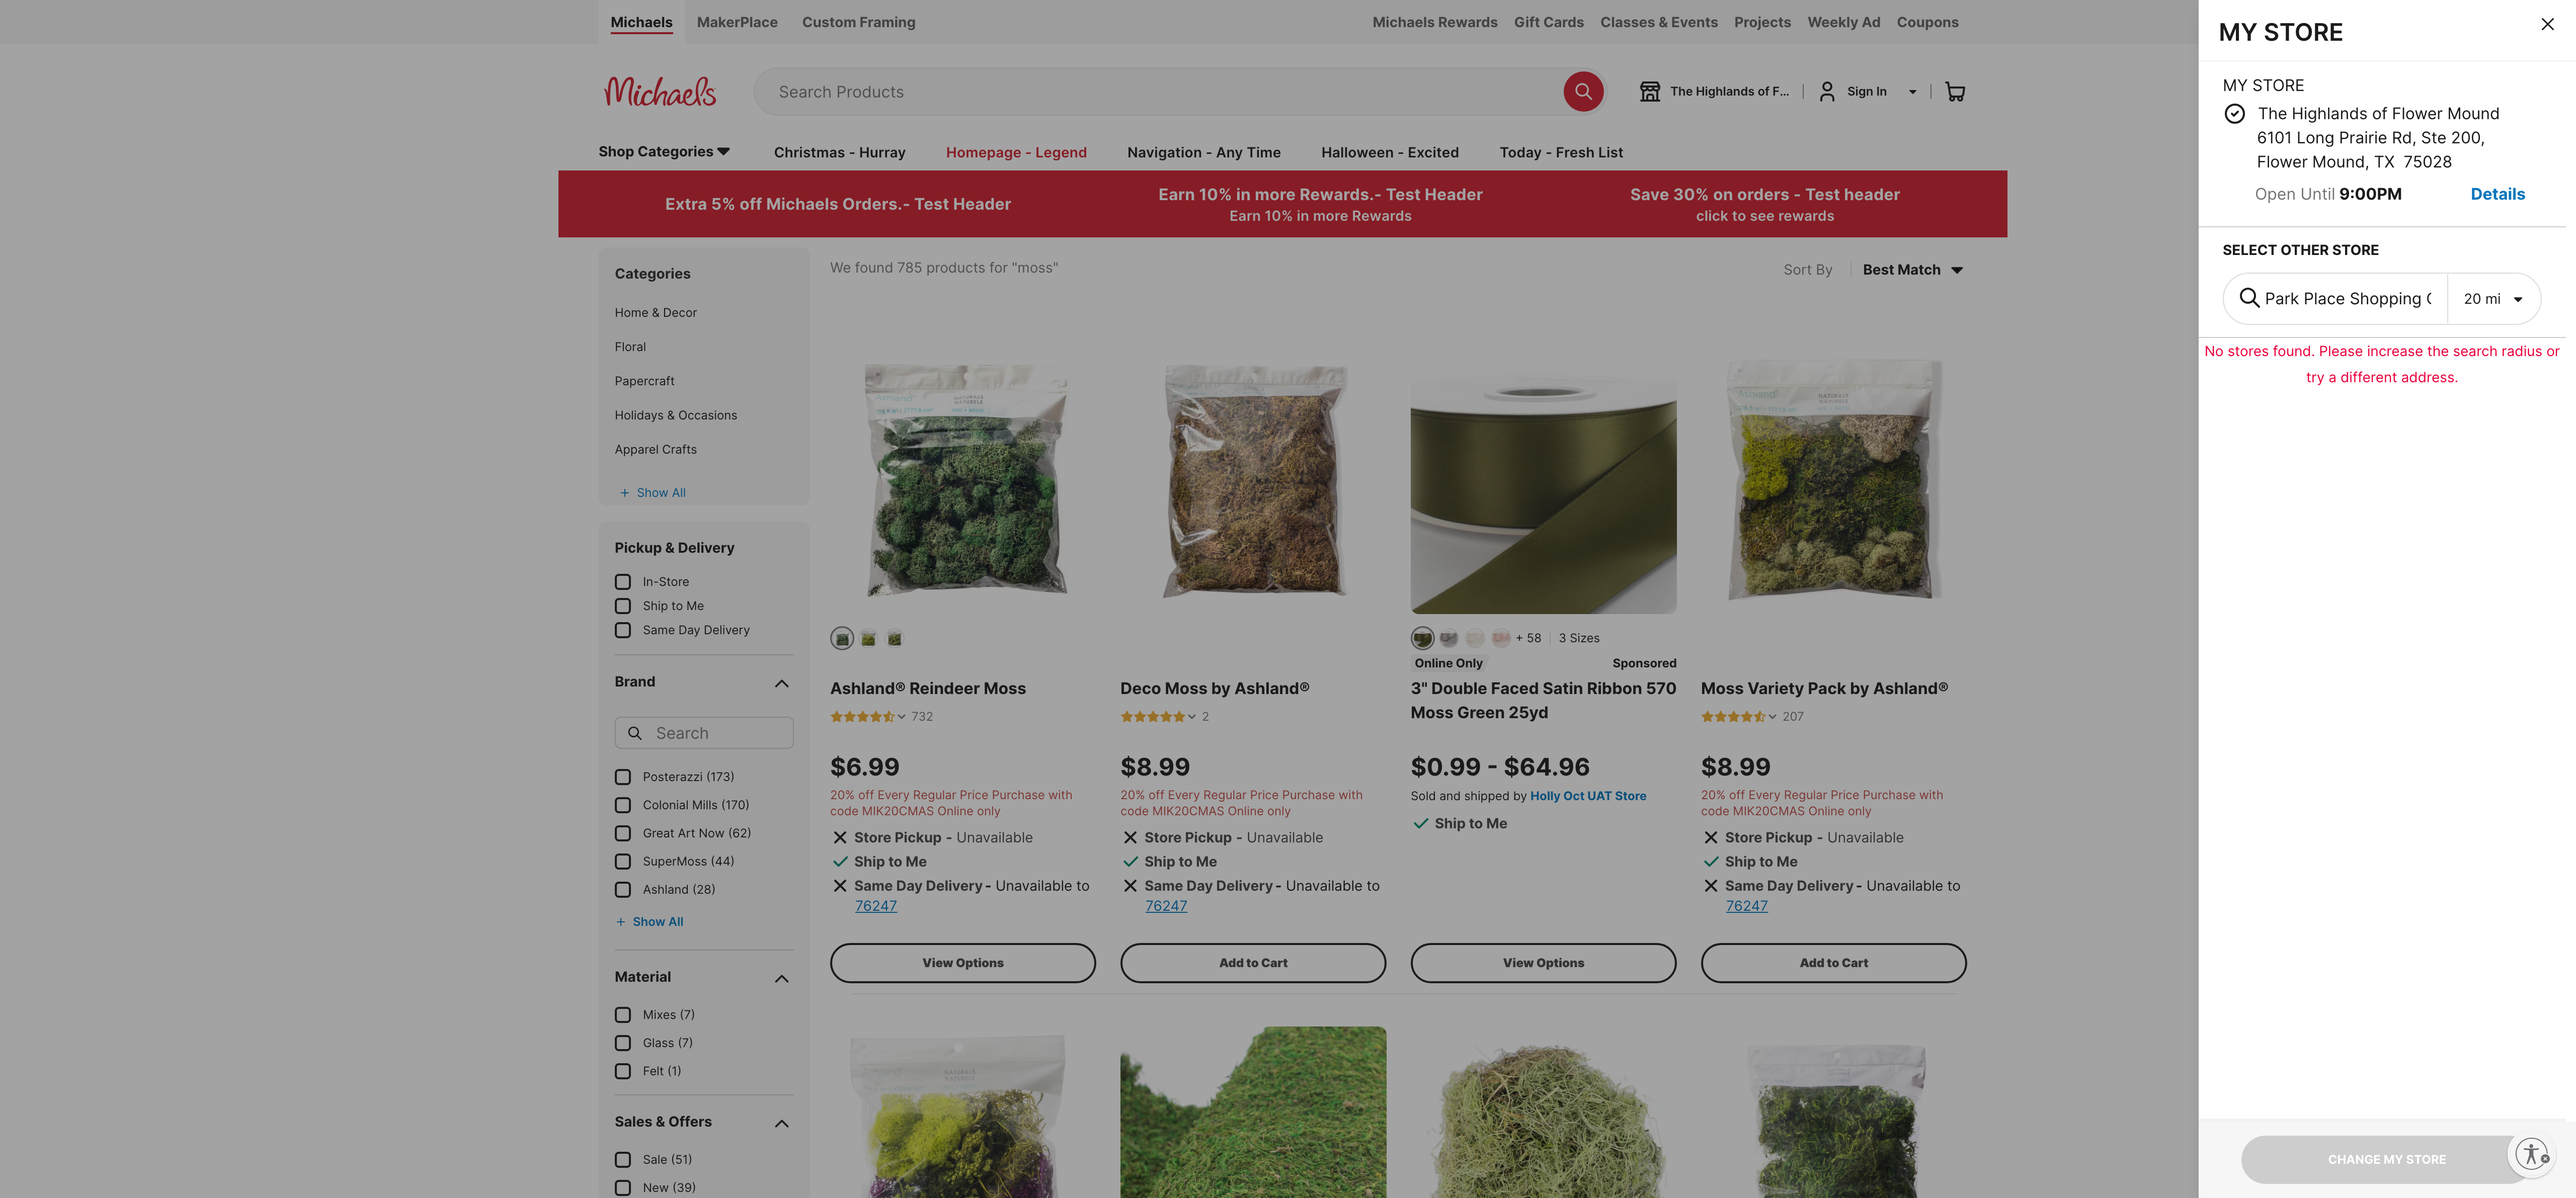 Michaels
MakerPlace
Custom Framing
Michaels Rewards
Gift Cards
Classes & Events
Projects
Weekly Ad
Coupons
Michaels
Search Products
The Highlands of F...
Sign In
Shop Categories
Christmas - Hurray
Homepage - Legend
Navigation - Any Time
Halloween - Excited
Today - Fresh List
Extra 5% off Michaels Orders.- Test Header
Earn 10% in more Rewards.- Test Header
Earn 10% in more Rewards
Save 30% on orders - Test header
click to see rewards
Categories
Home & Decor
Floral
Papercraft
Holidays & Occasions
Apparel Crafts
+ Show All
Pickup & Delivery
In-Store
Ship to Me
Same Day Delivery
Brand
Search
Posterazzi (173)
Colonial Mills (170)
Great Art Now (62)
SuperMoss (44)
Ashland (28)
+ Show All
Material
Mixes (7)
Glass (7)
Felt (1)
Sales & Offers
Sale (51)
New (39)
We found 785 products for "moss"
Sort By
Best Match
Ashland® Reindeer Moss
732
$6.99
20% off Every Regular Price Purchase with
code MIK20CMAS Online only
Store Pickup - Unavailable
Ship to Me
Same Day Delivery - Unavailable to
76247
View Options
Deco Moss by Ashland®
2
$8.99
20% off Every Regular Price Purchase with
code MIK20CMAS Online only
Store Pickup - Unavailable
Ship to Me
Same Day Delivery - Unavailable to
76247
Add to Cart
+ 58
3 Sizes
Online Only
Sponsored
3" Double Faced Satin Ribbon 570
Moss Green 25yd
$0.99 - $64.96
Sold and shipped by Holly Oct UAT Store
Ship to Me
View Options
Ashland
NATURALS
Moss Variety Pack by Ashland®
207
$8.99
20% off Every Regular Price Purchase with
code MIK20CMAS Online only
Store Pickup - Unavailable
Ship to Me
Same Day Delivery - Unavailable to
76247
Add to Cart
MY STORE
MY STORE
The Highlands of Flower Mound
6101 Long Prairie Rd, Ste 200,
Flower Mound, TX 75028
Open Until 9:00PM
Details
SELECT OTHER STORE
Park Place Shopping
20 mi
No stores found. Please increase the search radius or
try a different address.
CHANGE MY STORE